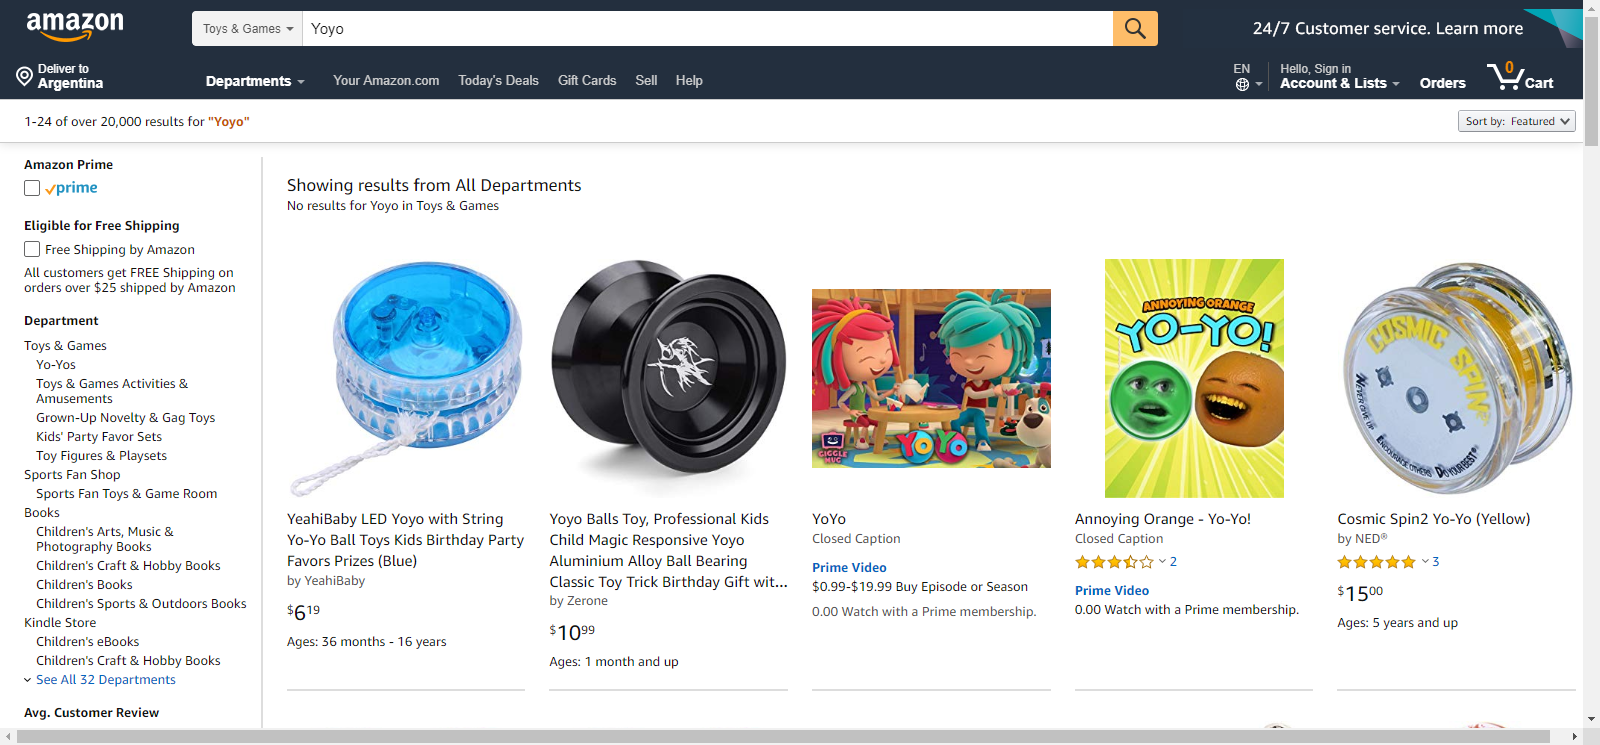 amazon
Toys & Games
Yoyo
24/7 Customer service. Learn more
Deliver to
Argentina
Departments
Your Amazon.com
Today's Deals
Gift Cards
Sell
Help
EN
Hello, Sign in
Account & Lists
Orders
0
Cart
1-24 of over 20,000 results for "Yoyo"
Sort by: Featured
Amazon Prime
prime
Eligible for Free Shipping
Free Shipping by Amazon
All customers get FREE Shipping on
orders over $25 shipped by Amazon
Department
Toys & Games
Yo-Yos
Toys & Games Activities &
Amusements
Grown-Up Novelty & Gag Toys
Kids' Party Favor Sets
Toy Figures & Playsets
Sports Fan Shop
Sports Fan Toys & Game Room
Books
Children's Arts, Music &
Photography Books
Children's Craft & Hobby Books
Children's Books
Children's Sports & Outdoors Books
Kindle Store
Children's eBooks
Children's Craft & Hobby Books
See All 32 Departments
Avg. Customer Review
Showing results from All Departments
No results for Yoyo in Toys & Games
YeahiBaby LED Yoyo with String
Yo-Yo Ball Toys Kids Birthday Party
Favors Prizes (Blue)
by YeahiBaby
$6 19
Ages: 36 months - 16 years
Yoyo Balls Toy, Professional Kids
Child Magic Responsive Yoyo
Aluminium Alloy Ball Bearing
Classic Toy Trick Birthday Gift wit...
by Zerone
$10 99
Ages: 1 month and up
GIGGLE
MUG
YOYO
YoYo
Closed Caption
Prime Video
$0.99-$19.99 Buy Episode or Season
0.00 Watch with a Prime membership.
ANNOYING ORANGE
YO-YO!
Annoying Orange - Yo-Yo!
Closed Caption
2
Prime Video
0.00 Watch with a Prime membership.
COSMIC SPIN
NEVER GIVE UP ENCOURAGE OTHERS DO YOUR BEST
Cosmic Spin2 Yo-Yo (Yellow)
by NED®
3
$15 00
Ages: 5 years and up